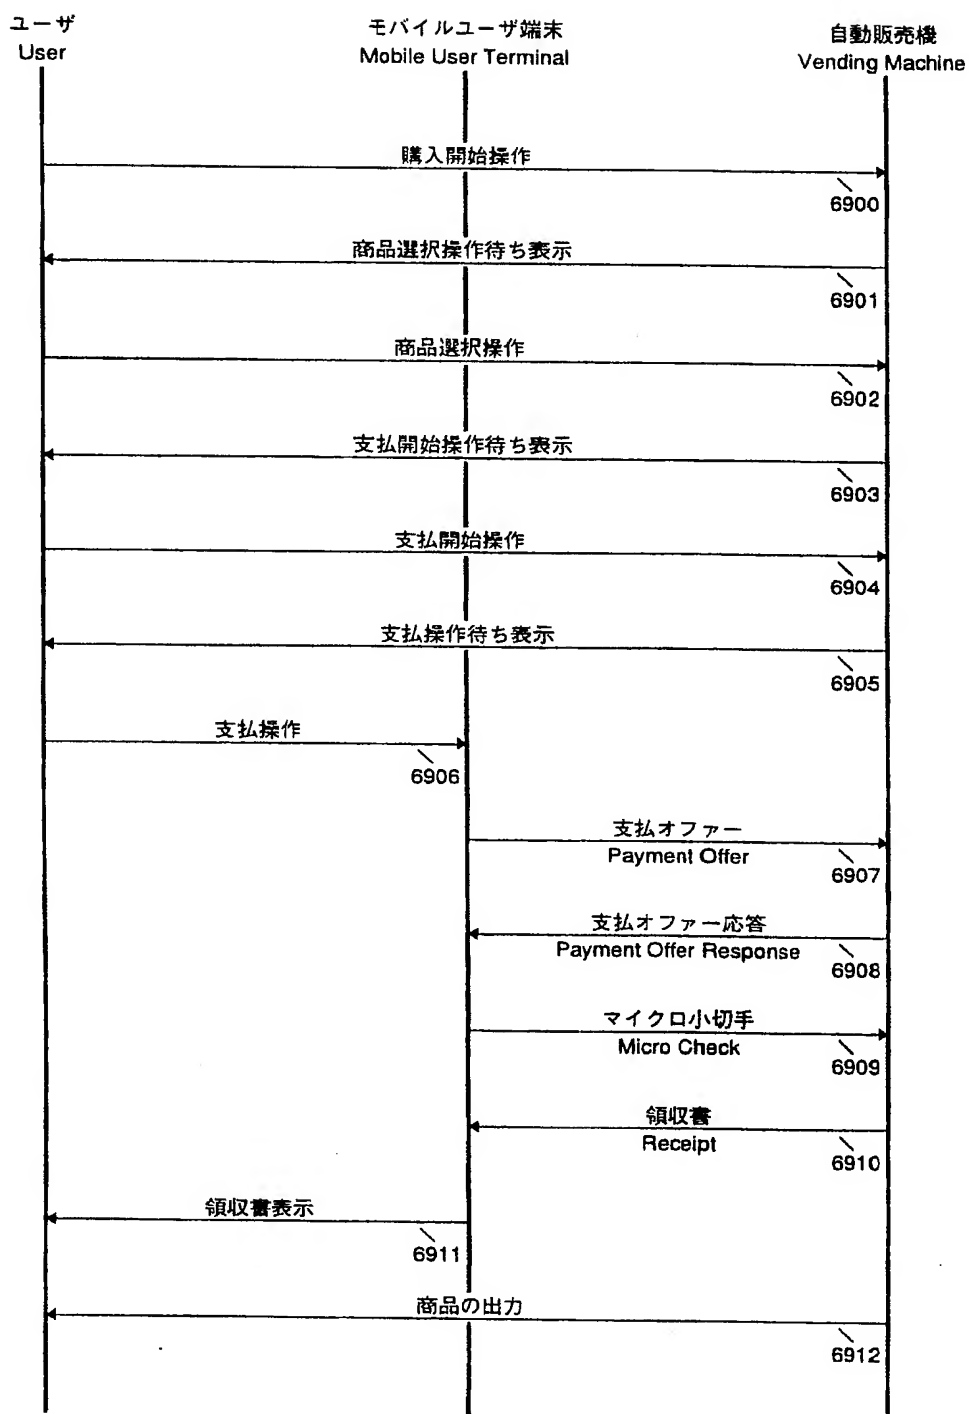 ユーザ
User
モバイルユーザ端末
Mobile User Terminal
自動販売機
Vending Machine
購入開始操作
6900
商品選択操作待ち表示
6901
商品選択操作
6902
支払開始操作待ち表示
6903
支払開始操作
6904
支払操作待ち表示
6905
支払操作
6906
支払オファー
Payment Offer
6907
支払オファー応答
Payment Offer Response
6908
マイクロ小切手
Micro Check
6909
領収書
Receipt
6910
領収書表示
6911
商品の出力
6912